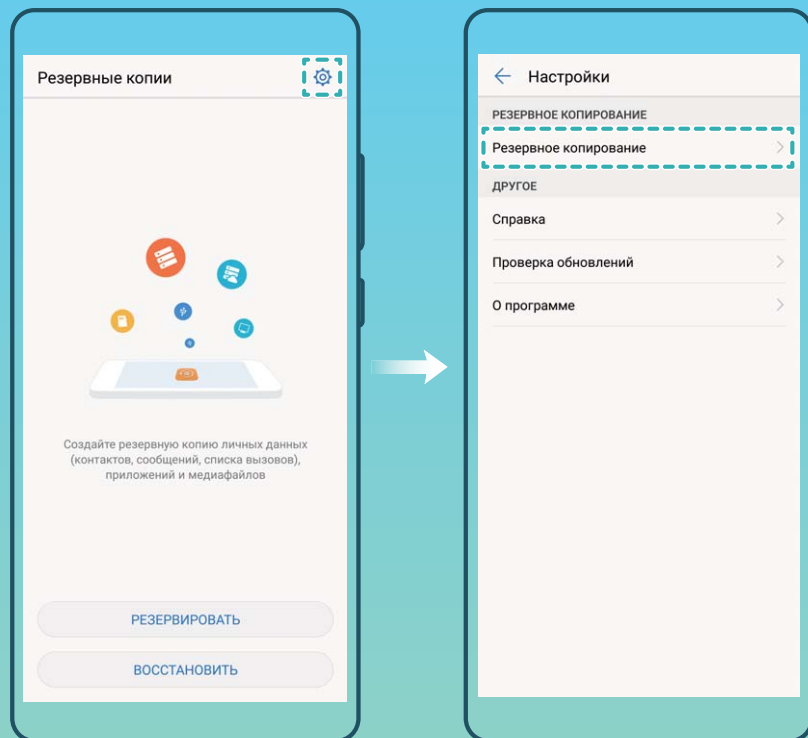 Резервные копии
Создайте резервную копию личных данных
(контактов, сообщений, списка вызовов),
приложений и медиафайлов
РЕЗЕРВИРОВАТЬ
ВОССТАНОВИТЬ
Настройки
РЕЗЕРВНОЕ КОПИРОВАНИЕ
Резервное копирование
ДРУГОЕ
Справка
Проверка обновлений
О программе